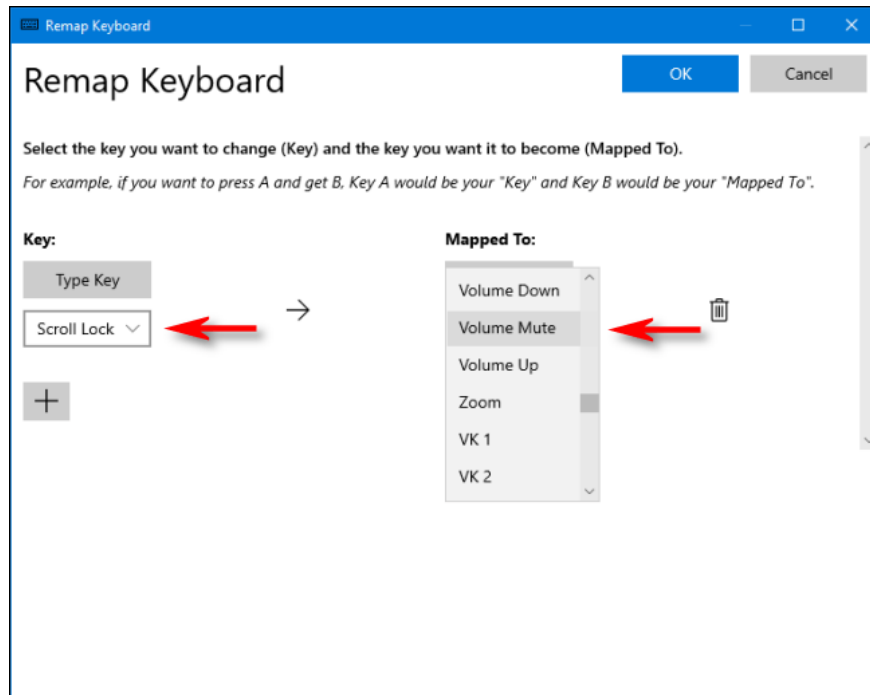 Remap Keyboard
Remap Keyboard
OK
Cancel
Select the key you want to change (Key) and the key you want it to become (Mapped To).
For example, if you want to press A and get B, Key A would be your "Key" and Key B would be your "Mapped To".
Key:
Mapped To:
Type Key
Scroll Lock
Volume Down
Volume Mute
Volume Up
Zoom
VK 1
VK 2